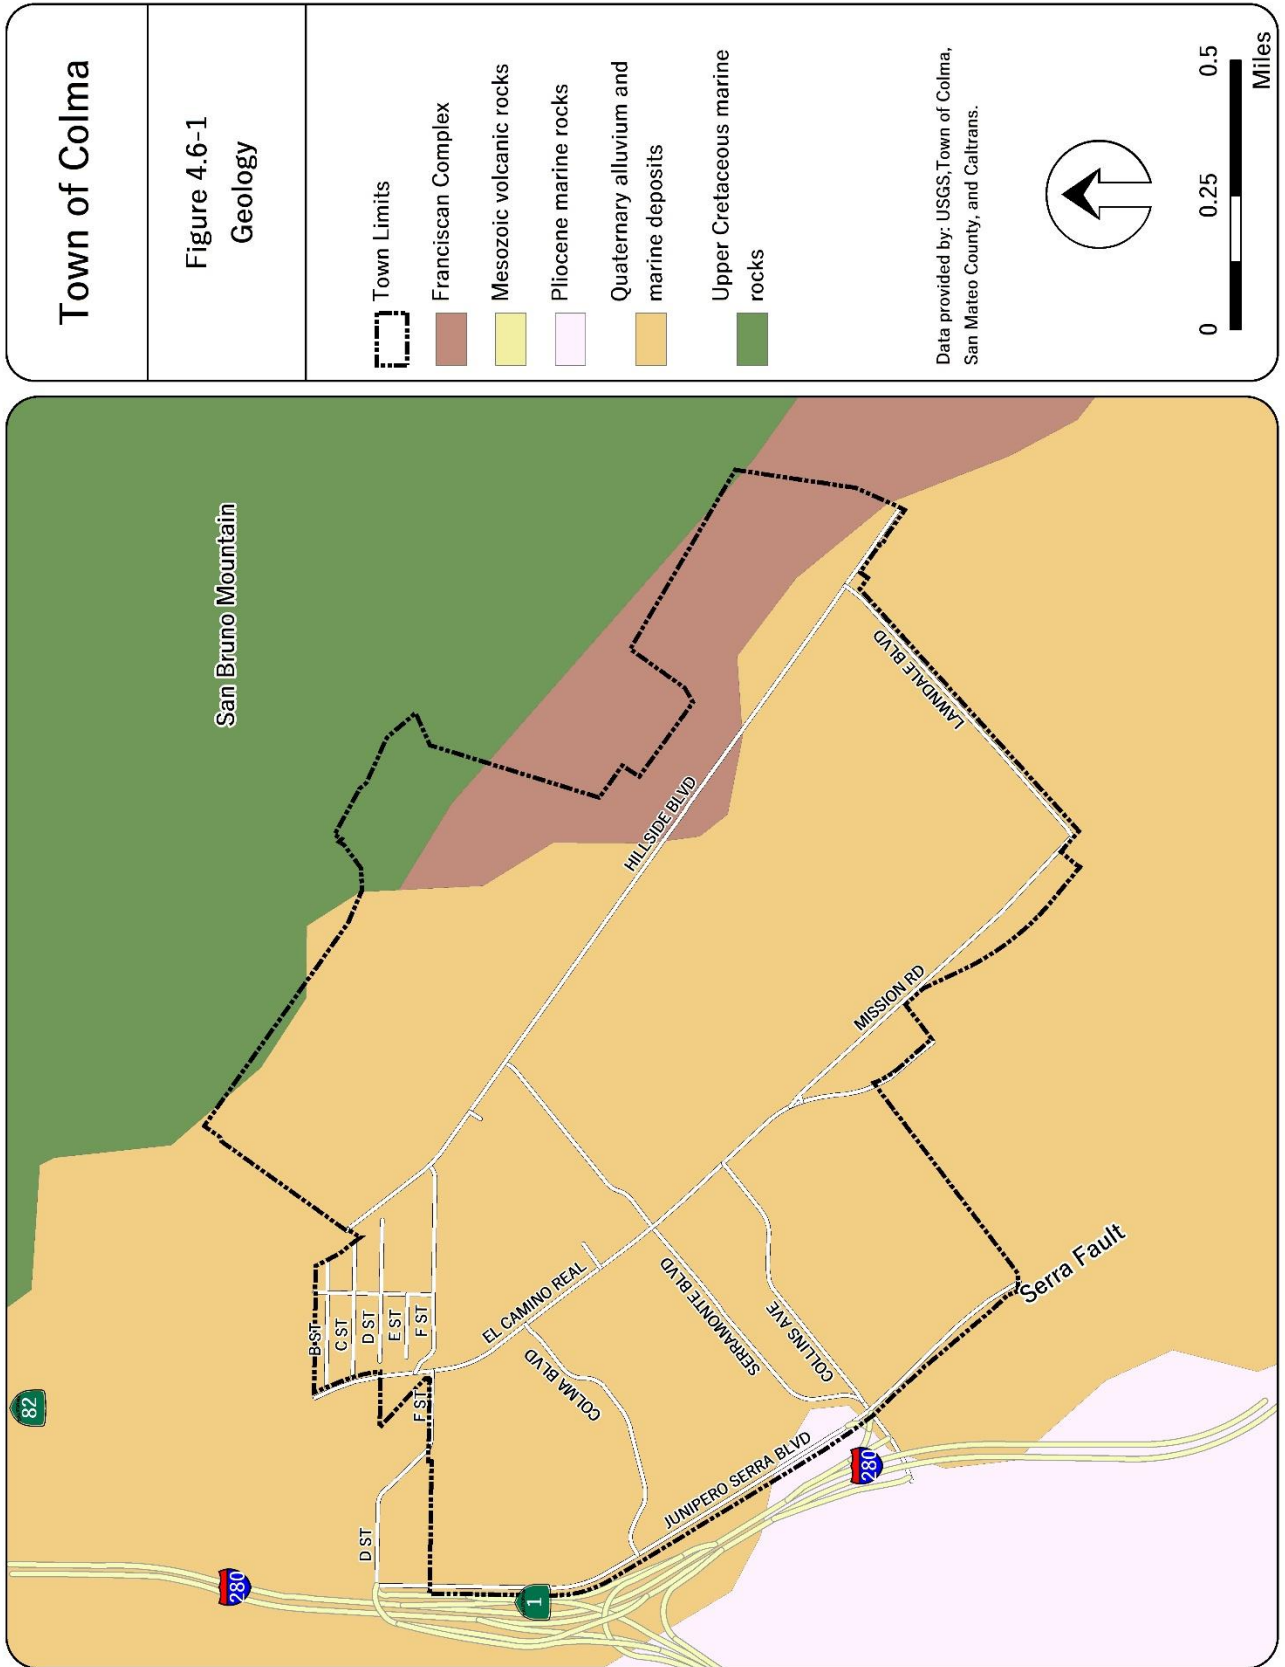 Town of Colma
Figure 4.6-1
Geology
Town Limits
Franciscan Complex
Mesozoic volcanic rocks
Pliocene marine rocks
Quaternary alluvium and
marine deposits
Upper Cretaceous marine
rocks
Data provided by: USGS,Town of Colma,
San Mateo County, and Caltrans.
0 0.25 0.5
Miles
San Bruno Mountain
82
280
D ST
B ST
C ST
D ST
E ST
F ST
F ST
1
EL CAMINO REAL
COLMA BLVD
JUNIPERO SERRA BLVD
280
SERRAMONTE BLVD
COLLINS AVE
HILLSIDE BLVD
MISSION RD
LAWNDALE BLVD
Serra Fault